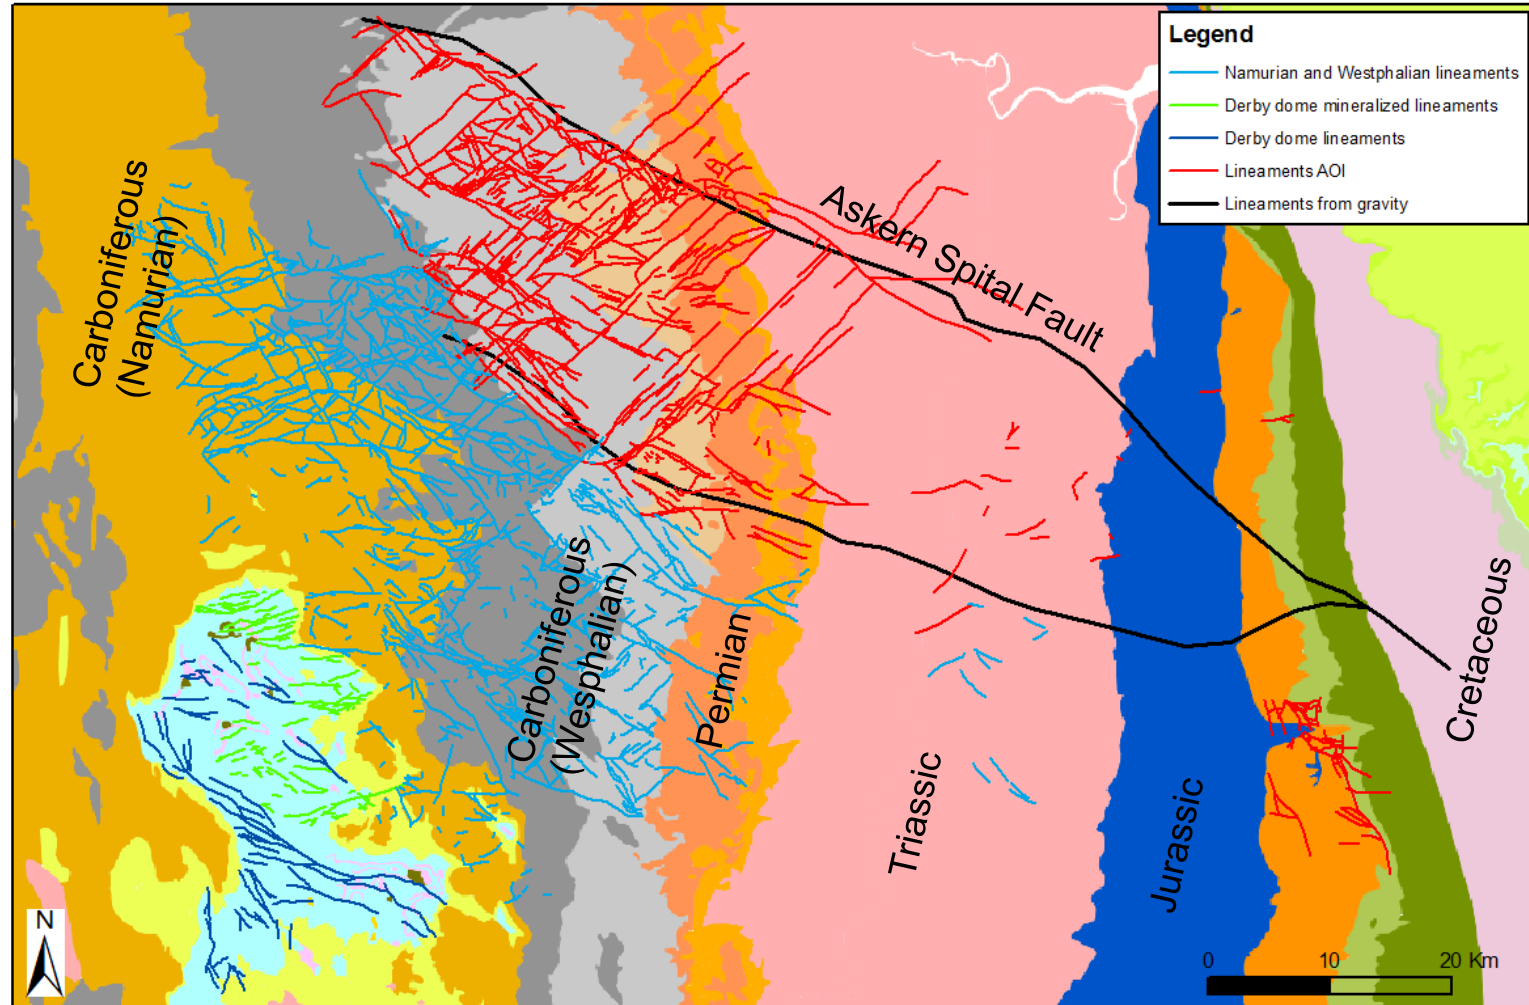 Legend
Namurian and Westphalian lineaments
Derby dome mineralized lineaments
Derby dome lineaments
Lineaments AOI
Lineaments from gravity
Carboniferous
(Namurian)
Askern Spital Fault
Carboniferous
(Wesphalian)
Permian
Triassic
Jurassic
Cretaceous
N
0 10 20 Km